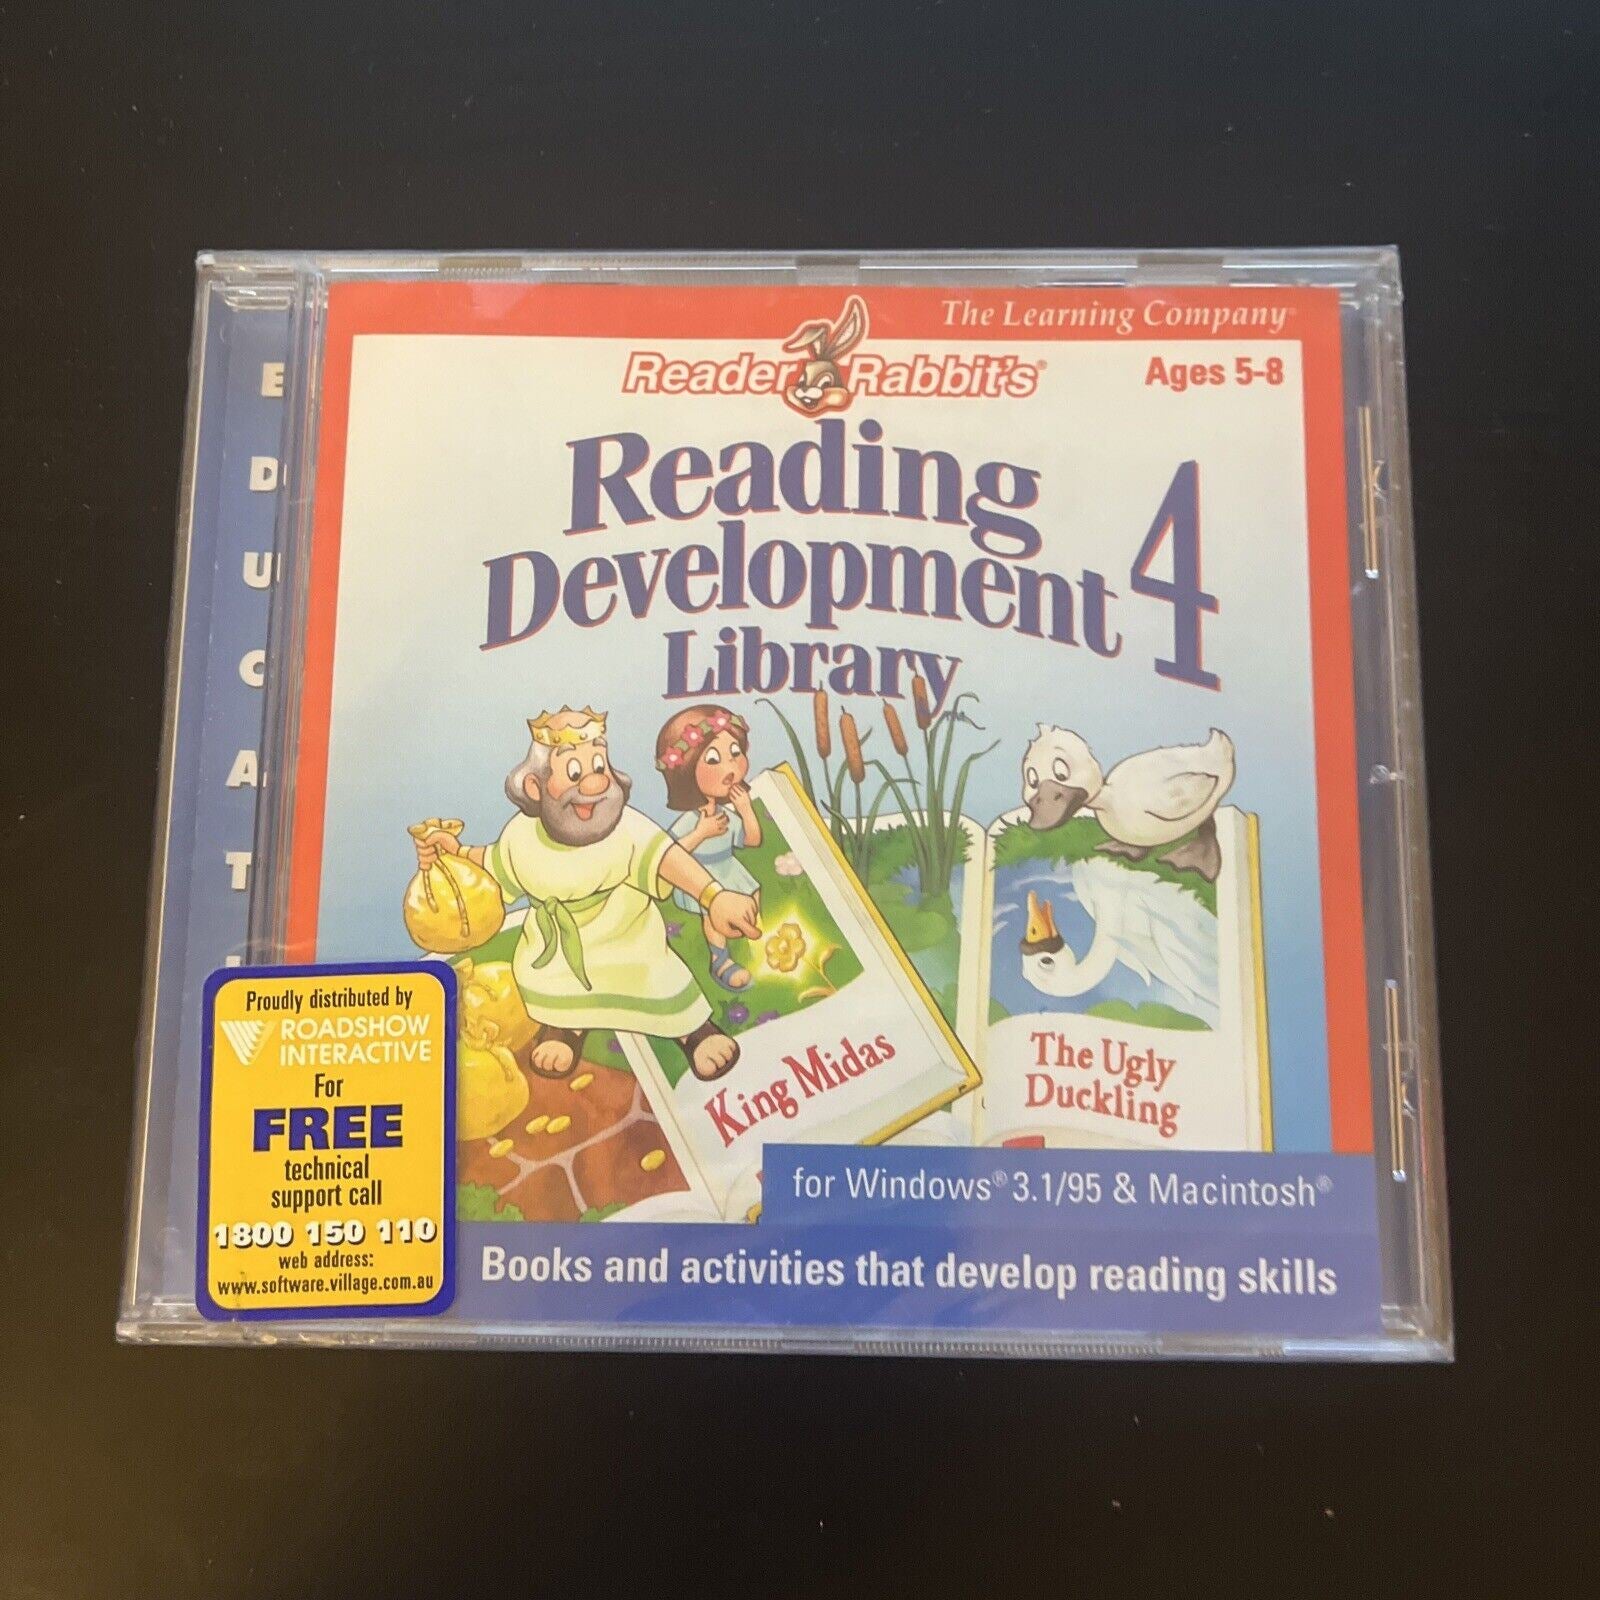 The Learning Company®
Reader Rabbit's®
Ages 5-8
Reading
Development 4
Library
King Midas
The Ugly
Duckling
for Windows® 3.1/95 & Macintosh®
Books and activities that develop reading skills
E
D
U
C
A
T
Proudly distributed by
ROADSHOW
INTERACTIVE
For
FREE
technical
support call
1800 150 110
web address:
www.software.village.com.au